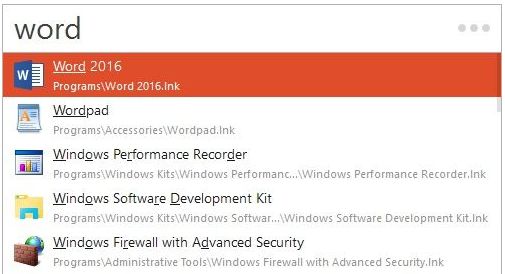 word
Word 2016
Programs\Word 2016.lnk
Wordpad
Programs\Accessories\Wordpad.lnk
Windows Performance Recorder
Programs\Windows Kits\Windows Performanc...\Windows Performance Recorder.lnk
Windows Software Development Kit
Programs\Windows Kits\Windows Softwar...\Windows Software Development Kit.lnk
Windows Firewall with Advanced Security
Programs\Administrative Tools\Windows Firewall with Advanced Security.lnk